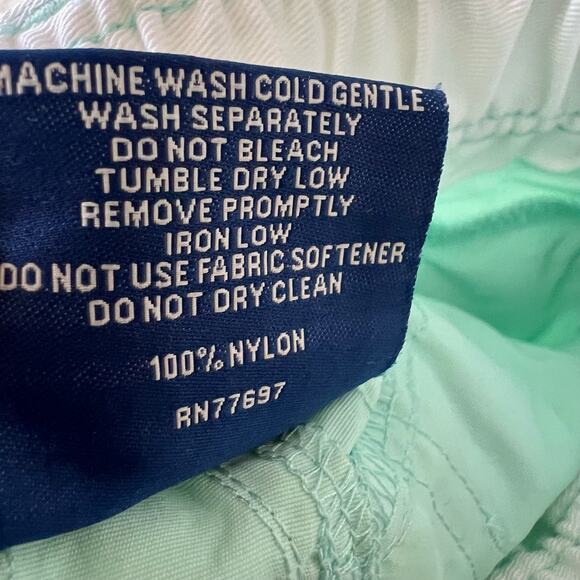 MACHINE WASH COLD GENTLE
WASH SEPARATELY
DO NOT BLEACH
TUMBLE DRY LOW
REMOVE PROMPTLY
IRON LOW
DO NOT USE FABRIC SOFTENER
DO NOT DRY CLEAN
100% NYLON
RN77697